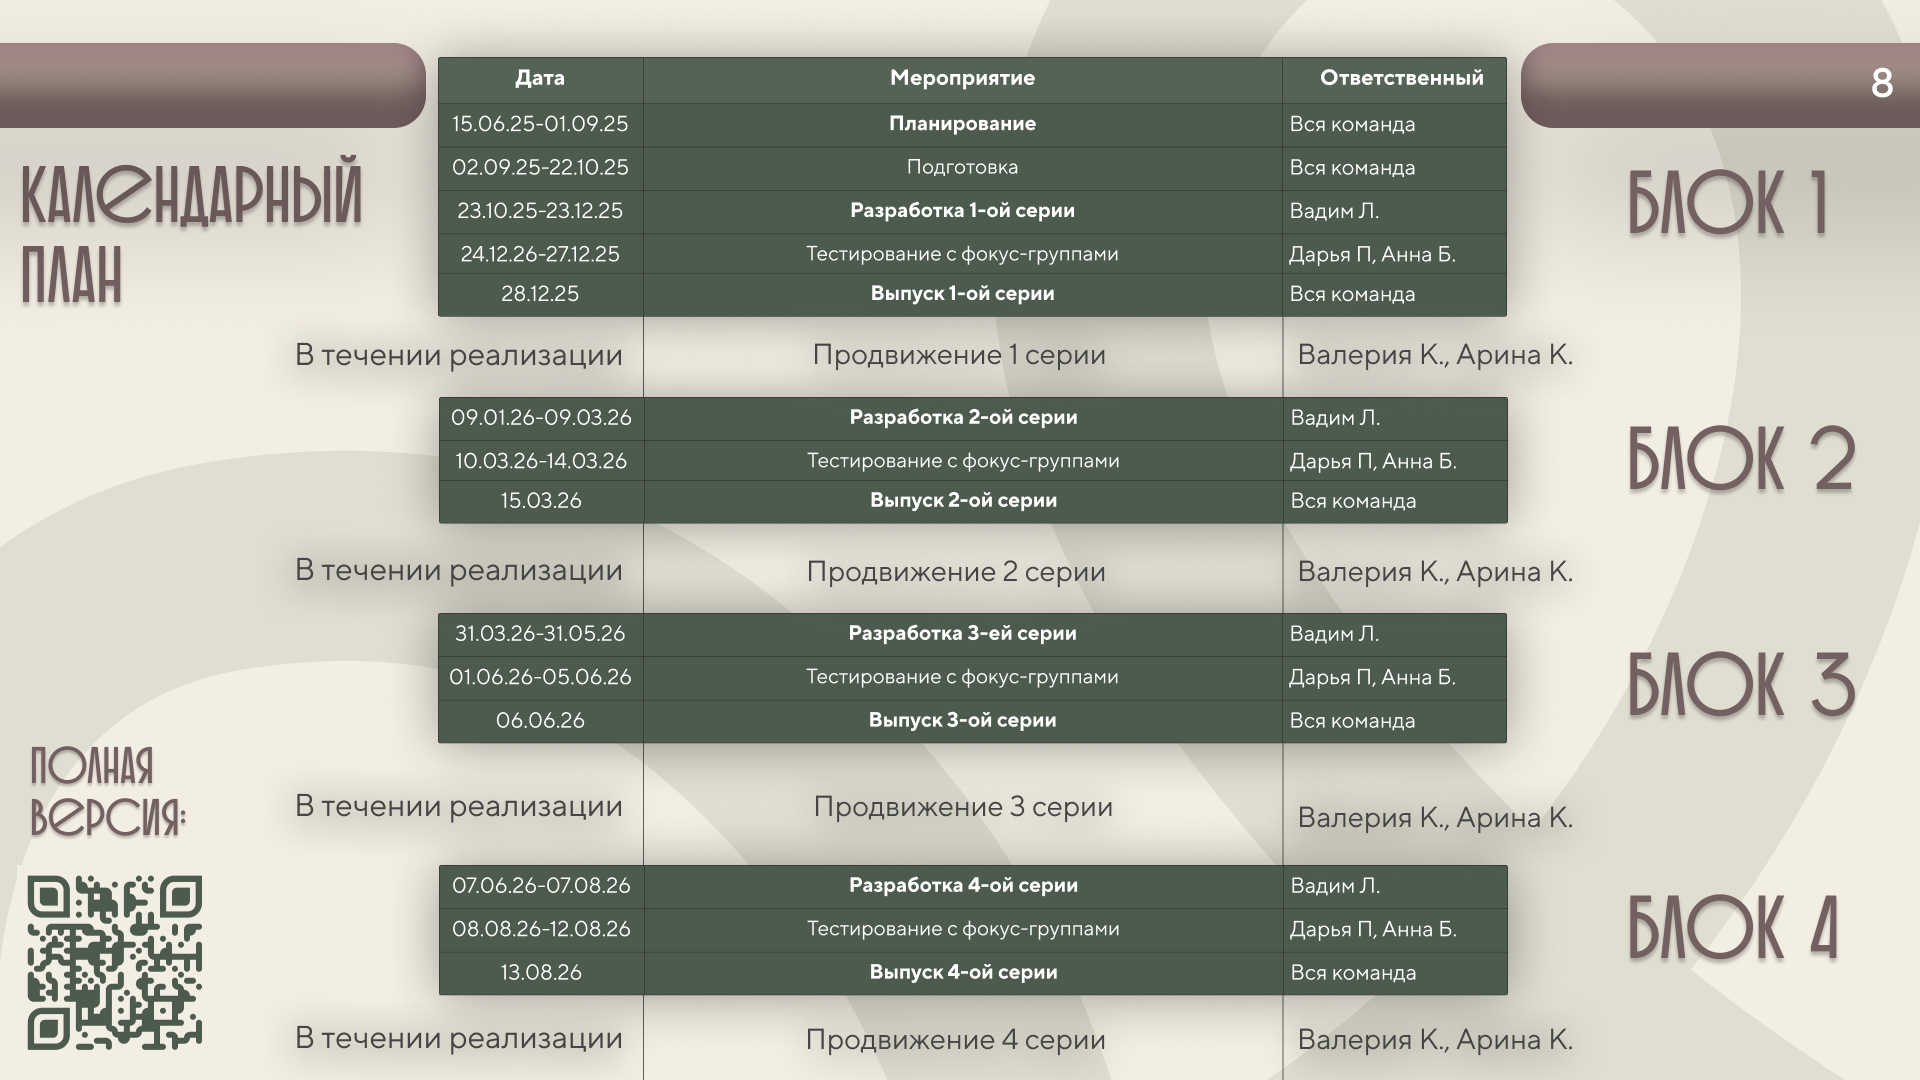 8
КАЛЕНДАРНЫЙ
ПЛАН
Дата Мероприятие Ответственный
15.06.25-01.09.25 Планирование Вся команда
02.09.25-22.10.25 Подготовка Вся команда
23.10.25-23.12.25 Разработка 1-ой серии Вадим Л.
24.12.26-27.12.25 Тестирование с фокус-группами Дарья П, Анна Б.
28.12.25 Выпуск 1-ой серии Вся команда
БЛОК 1
В течении реализации Продвижение 1 серии Валерия К., Арина К.
09.01.26-09.03.26 Разработка 2-ой серии Вадим Л.
10.03.26-14.03.26 Тестирование с фокус-группами Дарья П, Анна Б.
15.03.26 Выпуск 2-ой серии Вся команда
БЛОК 2
В течении реализации Продвижение 2 серии Валерия К., Арина К.
31.03.26-31.05.26 Разработка 3-ей серии Вадим Л.
01.06.26-05.06.26 Тестирование с фокус-группами Дарья П, Анна Б.
06.06.26 Выпуск 3-ой серии Вся команда
БЛОК 3
В течении реализации Продвижение 3 серии Валерия К., Арина К.
07.06.26-07.08.26 Разработка 4-ой серии Вадим Л.
08.08.26-12.08.26 Тестирование с фокус-группами Дарья П, Анна Б.
13.08.26 Выпуск 4-ой серии Вся команда
БЛОК 4
В течении реализации Продвижение 4 серии Валерия К., Арина К.
ПОЛНАЯ
ВЕРСИЯ: